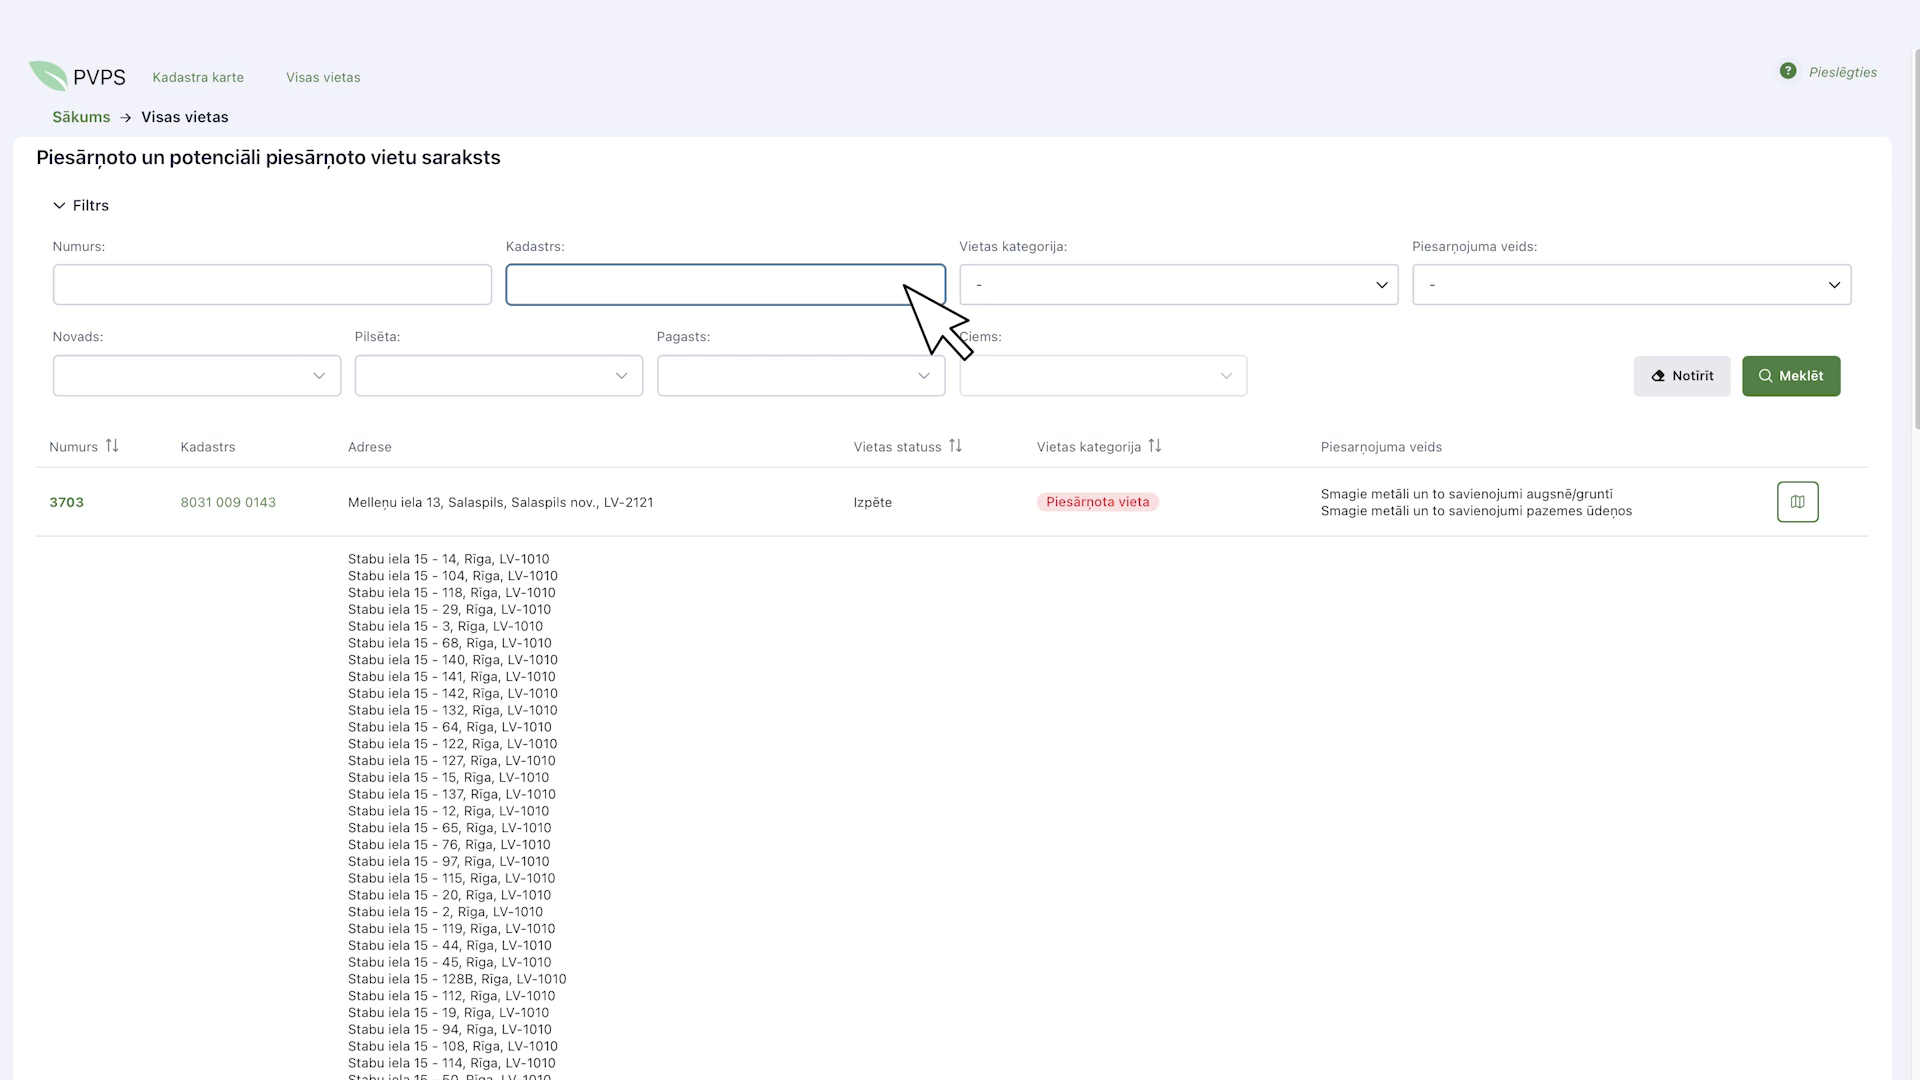 PVPS
Kadastra karte
Visas vietas
?
Pieslēgties
Sākums → Visas vietas
Piesārņoto un potenciāli piesārņoto vietu saraksts
Filtrs
Numurs:
Kadastrs:
Vietas kategorija:
Piesarņojuma veids:
-
-
Novads:
Pilsēta:
Pagasts:
Ciems:
Notīrīt
Meklēt
Numurs
Kadastrs
Adrese
Vietas statuss
Vietas kategorija
Piesarņojuma veids
3703
8031 009 0143
Melleņu iela 13, Salaspils, Salaspils nov., LV-2121
Izpēte
Piesārņota vieta
Smagie metāli un to savienojumi augsnē/gruntī
Smagie metāli un to savienojumi pazemes ūdeņos
Stabu iela 15 - 14, Rīga, LV-1010
Stabu iela 15 - 104, Rīga, LV-1010
Stabu iela 15 - 118, Rīga, LV-1010
Stabu iela 15 - 29, Rīga, LV-1010
Stabu iela 15 - 3, Rīga, LV-1010
Stabu iela 15 - 68, Rīga, LV-1010
Stabu iela 15 - 140, Rīga, LV-1010
Stabu iela 15 - 141, Rīga, LV-1010
Stabu iela 15 - 142, Rīga, LV-1010
Stabu iela 15 - 132, Rīga, LV-1010
Stabu iela 15 - 64, Rīga, LV-1010
Stabu iela 15 - 122, Rīga, LV-1010
Stabu iela 15 - 127, Rīga, LV-1010
Stabu iela 15 - 15, Rīga, LV-1010
Stabu iela 15 - 137, Rīga, LV-1010
Stabu iela 15 - 12, Rīga, LV-1010
Stabu iela 15 - 65, Rīga, LV-1010
Stabu iela 15 - 76, Rīga, LV-1010
Stabu iela 15 - 97, Rīga, LV-1010
Stabu iela 15 - 115, Rīga, LV-1010
Stabu iela 15 - 20, Rīga, LV-1010
Stabu iela 15 - 2, Rīga, LV-1010
Stabu iela 15 - 119, Rīga, LV-1010
Stabu iela 15 - 44, Rīga, LV-1010
Stabu iela 15 - 45, Rīga, LV-1010
Stabu iela 15 - 128B, Rīga, LV-1010
Stabu iela 15 - 112, Rīga, LV-1010
Stabu iela 15 - 19, Rīga, LV-1010
Stabu iela 15 - 94, Rīga, LV-1010
Stabu iela 15 - 108, Rīga, LV-1010
Stabu iela 15 - 114, Rīga, LV-1010
Stabu iela 15 - 50, Rīga, LV-1010